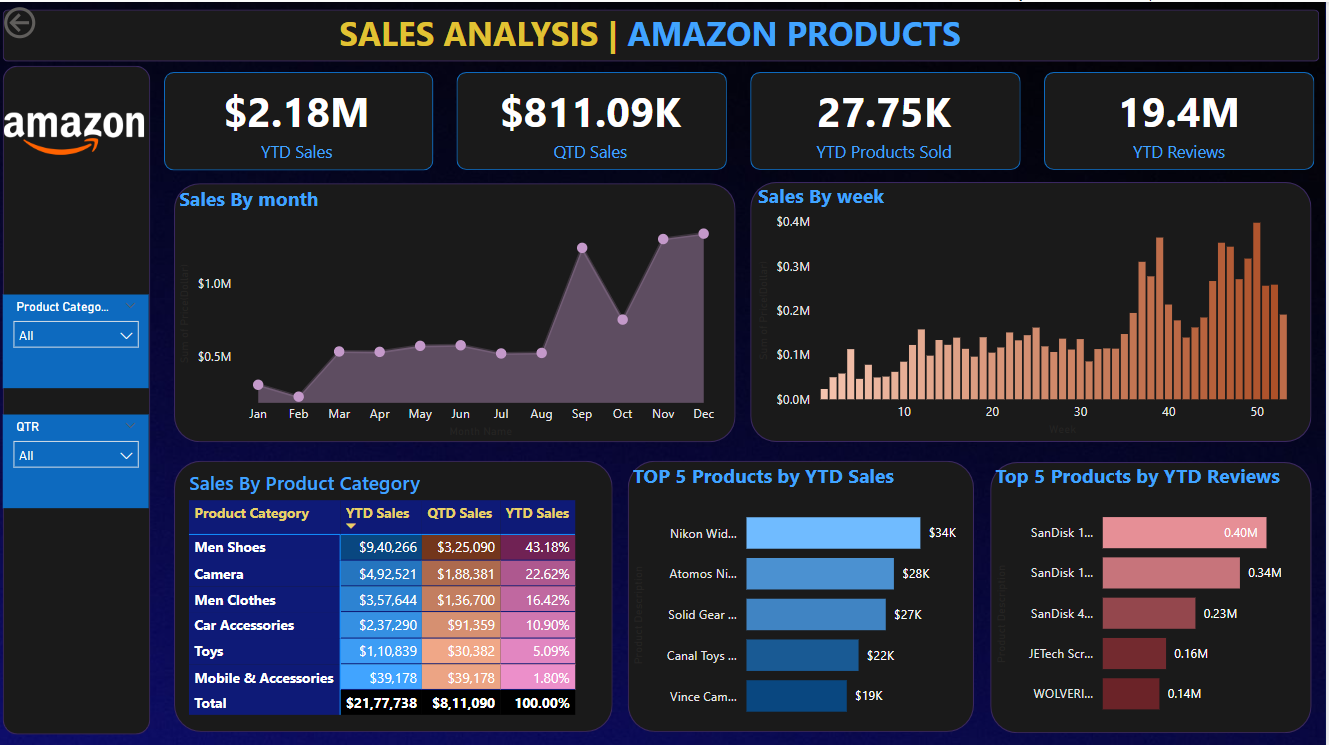 SALES ANALYSIS | AMAZON PRODUCTS
amazon
$2.18M
YTD Sales
$811.09K
QTD Sales
27.75K
YTD Products Sold
19.4M
YTD Reviews
Product Catego...
All
QTR
All
Sales By month
$1.0M
$0.5M
Jan Feb Mar Apr May Jun Jul Aug Sep Oct Nov Dec
Month Name
Sales By week
$0.4M
$0.3M
$0.2M
$0.1M
$0.0M
10 20 30 40 50
Week
Sales By Product Category
Product Category YTD Sales QTD Sales YTD Sales
Men Shoes $9,40,266 $3,25,090 43.18%
Camera $4,92,521 $1,88,381 22.62%
Men Clothes $3,57,644 $1,36,700 16.42%
Car Accessories $2,37,290 $91,359 10.90%
Toys $1,10,839 $30,382 5.09%
Mobile & Accessories $39,178 $39,178 1.80%
Total $21,77,738 $8,11,090 100.00%
TOP 5 Products by YTD Sales
Product Description
Nikon Wid... $34K
Atomos Ni... $28K
Solid Gear ... $27K
Canal Toys ... $22K
Vince Cam... $19K
Top 5 Products by YTD Reviews
Product Description
SanDisk 1... 0.40M
SanDisk 1... 0.34M
SanDisk 4... 0.23M
JETech Scr... 0.16M
WOLVERI... 0.14M